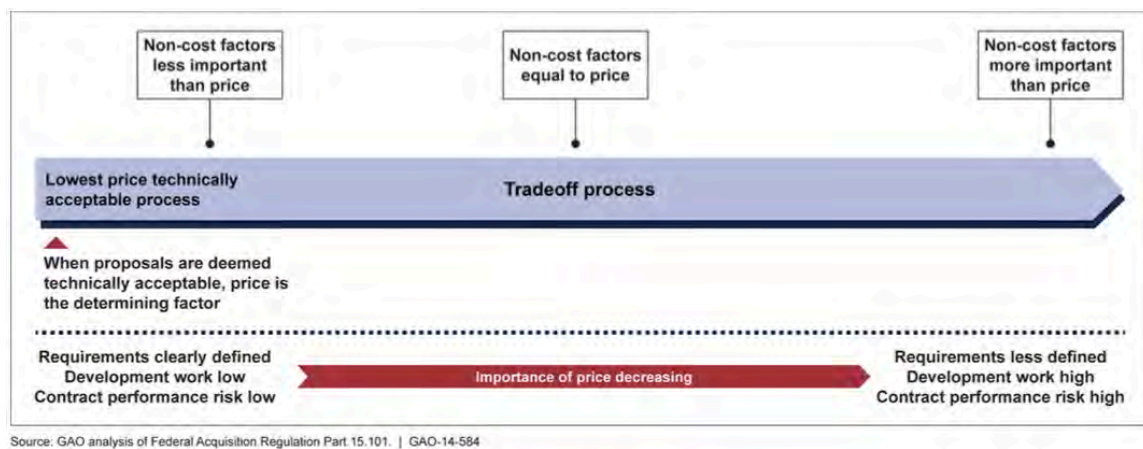 Non-cost factors
less important
than price
Non-cost factors
equal to price
Non-cost factors
more important
than price
Lowest price technically
acceptable process
Tradeoff process
When proposals are deemed
technically acceptable, price is
the determining factor
Requirements clearly defined
Development work low
Contract performance risk low
Importance of price decreasing
Requirements less defined
Development work high
Contract performance risk high
Source: GAO analysis of Federal Acquisition Regulation Part 15.101. | GAO-14-584